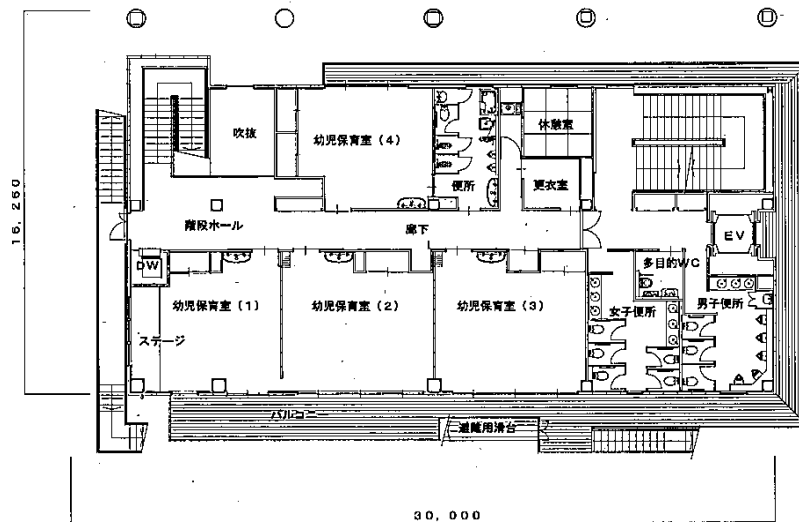 吹抜
幼児保育室（4）
便所
休憩室
更衣室
16,250
階段ホール
廊下
EV
DW
幼児保育室（1）
幼児保育室（2）
幼児保育室（3）
多目的WC
女子便所
男子便所
ステージ
バルコニー
避難用滑台
30,000